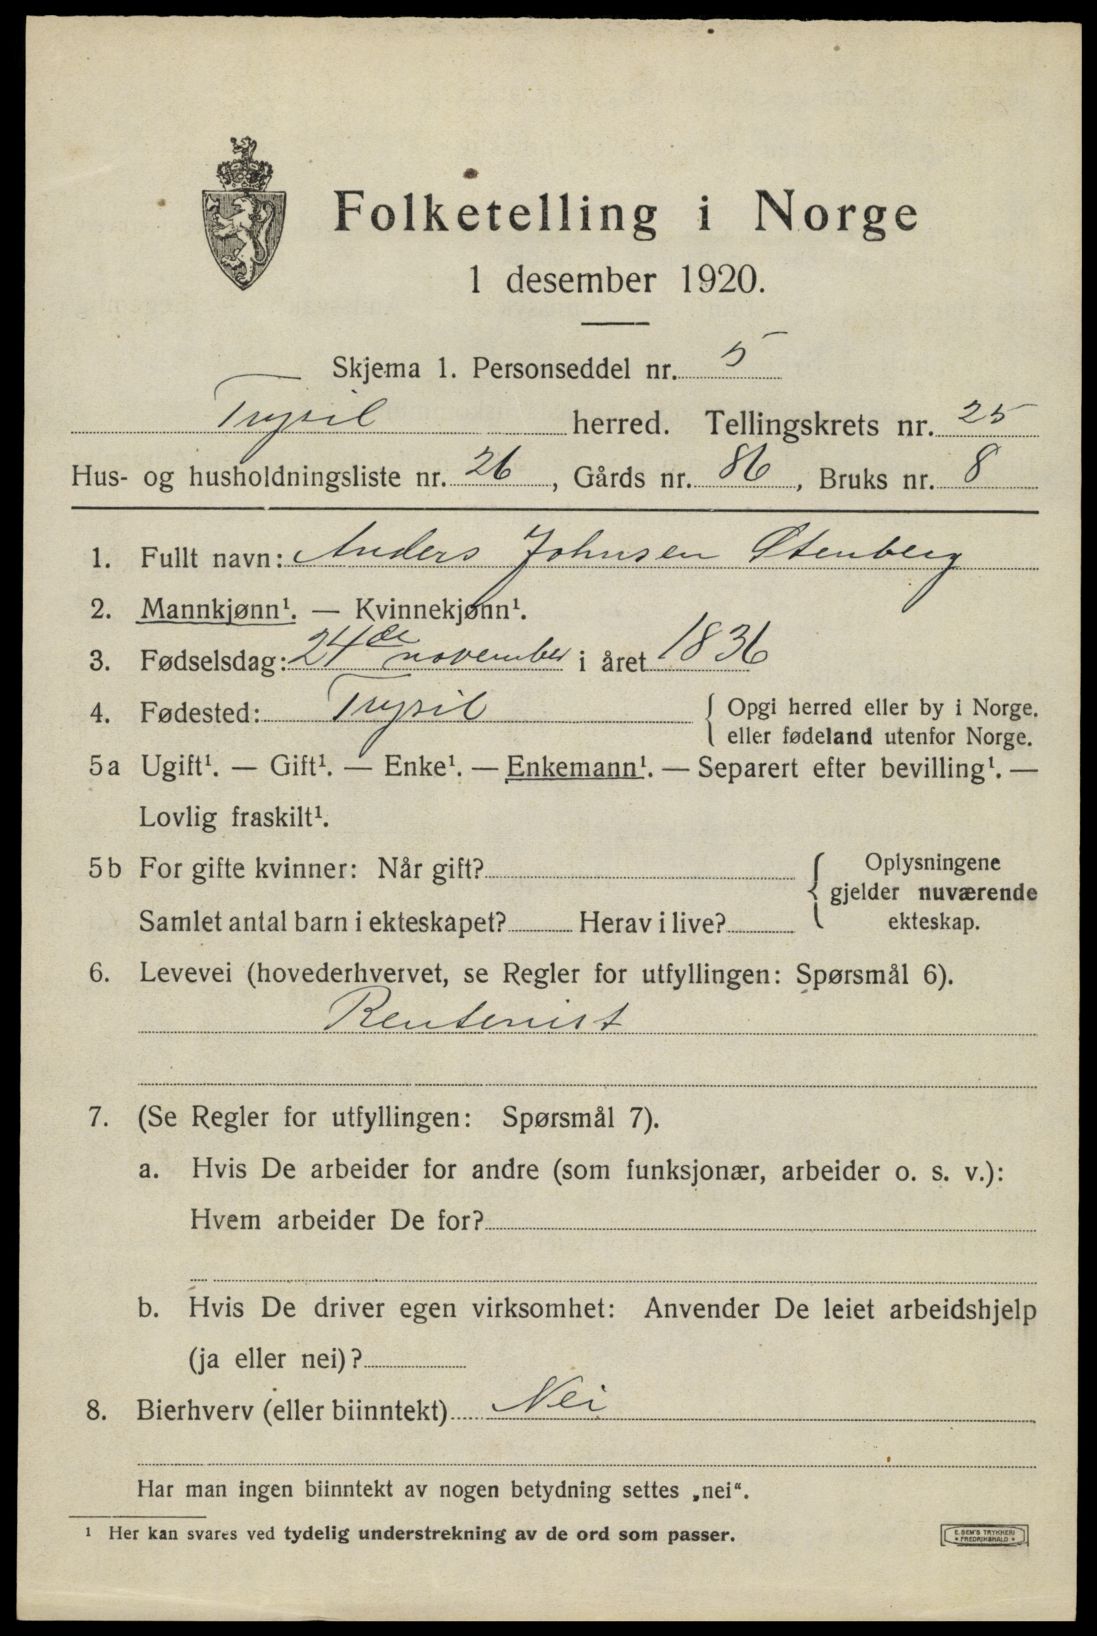 Folketelling i Norge
1 desember 1920.
Skjema 1. Personseddel nr. 5
Trysil herred. Tellingskrets nr. 25
Hus- og husholdningsliste nr. 26, Gårds nr. 86, Bruks nr. 8
1. Fullt navn: Anders Johnsen Østenberg
2. Mannkjønn¹. — Kvinnekjønn¹.
3. Fødselsdag: 24de november i året 1836
4. Fødested: Trysil { Opgi herred eller by i Norge.
eller fødeland utenfor Norge.
5a Ugift¹. — Gift¹. — Enke¹. — Enkemann¹. — Separert efter bevilling¹. —
Lovlig fraskilt¹.
5b For gifte kvinner: Når gift? { Oplysningene
gjelder nuværende
Samlet antal barn i ekteskapet? Herav i live? ekteskap.
6. Levevei (hovederhvervet, se Regler for utfyllingen: Spørsmål 6).
Rentenist
7. (Se Regler for utfyllingen: Spørsmål 7).
a. Hvis De arbeider for andre (som funksjonær, arbeider o. s. v.):
Hvem arbeider De for?
b. Hvis De driver egen virksomhet: Anvender De leiet arbeidshjelp
(ja eller nei)?
8. Bierhverv (eller biinntekt) Nei
Har man ingen biinntekt av nogen betydning settes „nei“.
¹ Her kan svares ved tydelig understrekning av de ord som passer.
E. SEM'S TRYKKERI
• FREDRIKSHALD •